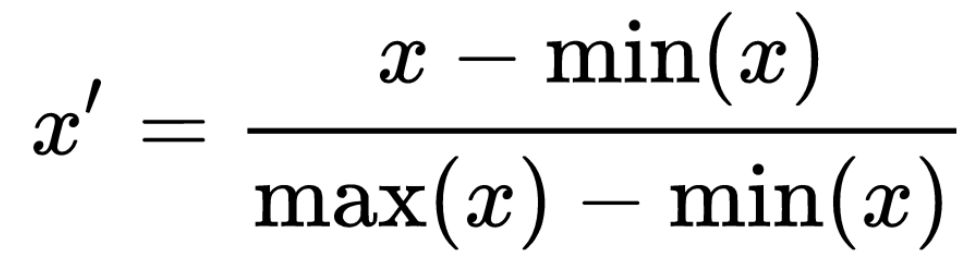 x′ = (x − min(x)) / (max(x) − min(x))